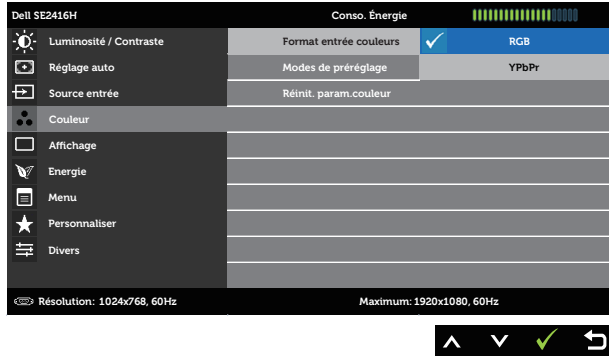 Dell SE2416H Conso. Énergie
Luminosité / Contraste Format entrée couleurs RGB
Réglage auto Modes de préréglage YPbPr
Source entrée Réinit. param.couleur
Couleur
Affichage
Energie
Menu
Personnaliser
Divers
Résolution: 1024x768, 60Hz Maximum: 1920x1080, 60Hz